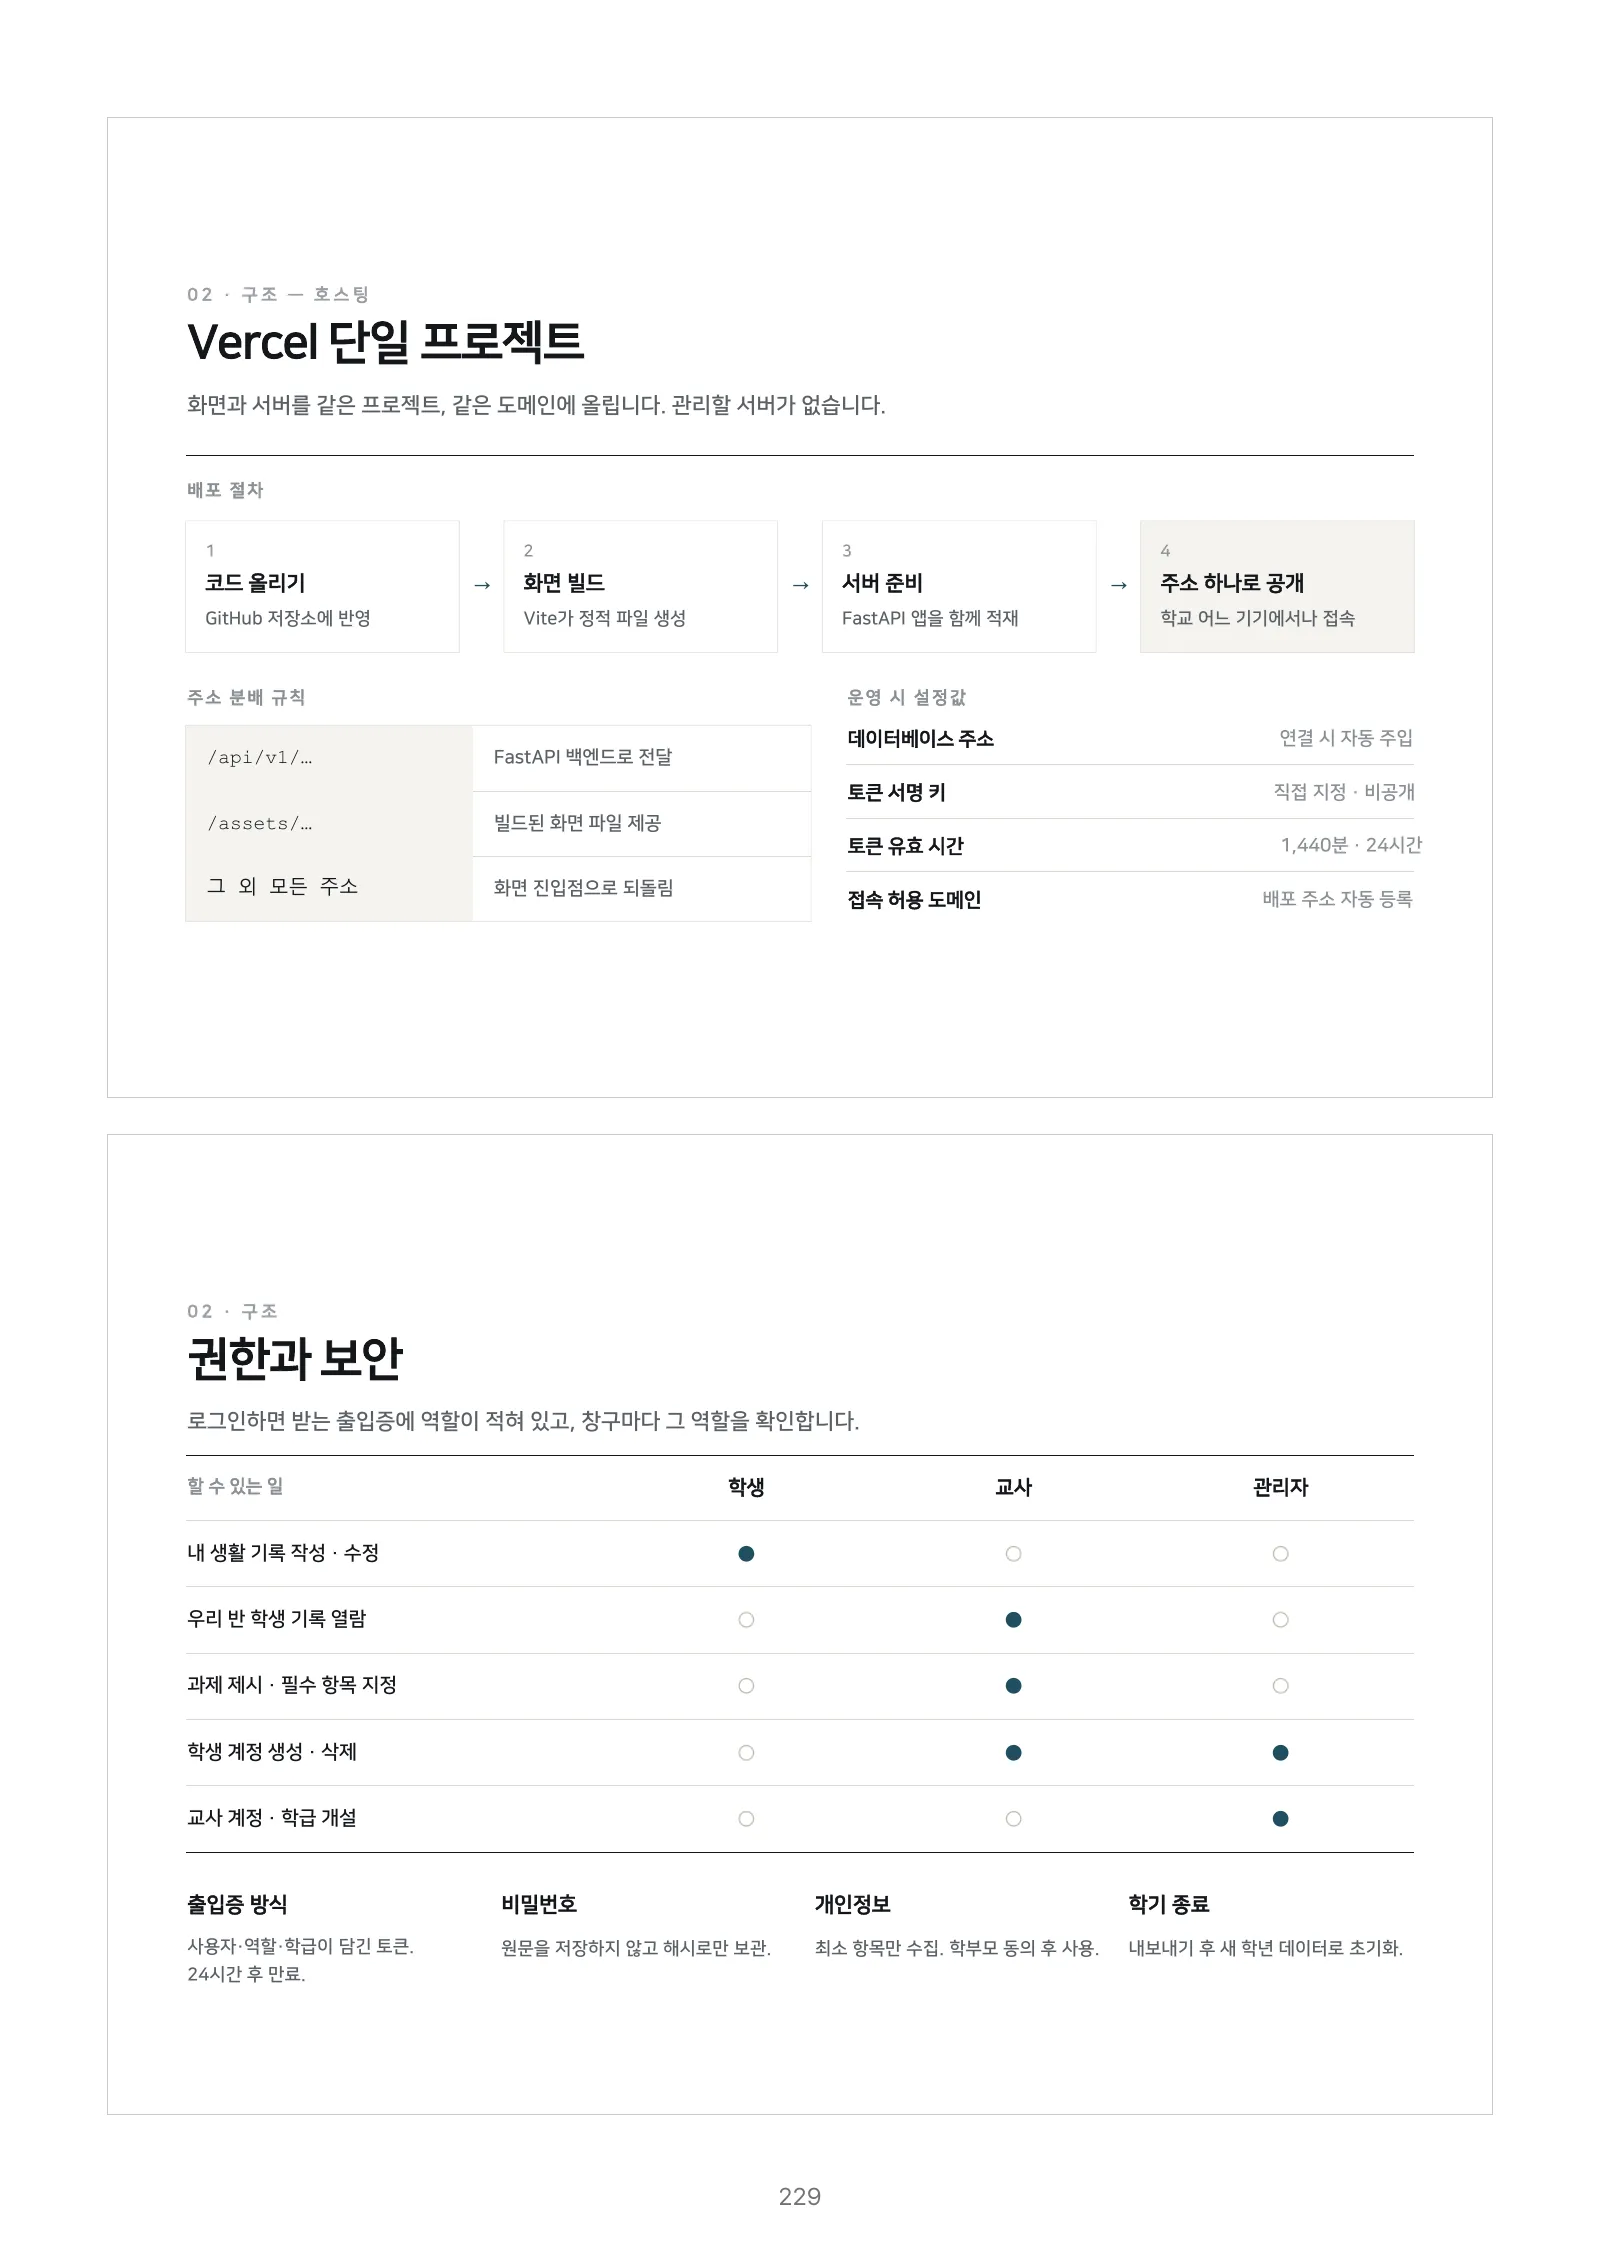 02 · 구조 — 호스팅
Vercel 단일 프로젝트
화면과 서버를 같은 프로젝트, 같은 도메인에 올립니다. 관리할 서버가 없습니다.
배포 절차
1
코드 올리기
GitHub 저장소에 반영
→
2
화면 빌드
Vite가 정적 파일 생성
→
3
서버 준비
FastAPI 앱을 함께 적재
→
4
주소 하나로 공개
학교 어느 기기에서나 접속
주소 분배 규칙
/api/v1/… FastAPI 백엔드로 전달
/assets/… 빌드된 화면 파일 제공
그 외 모든 주소 화면 진입점으로 되돌림
운영 시 설정값
데이터베이스 주소 연결 시 자동 주입
토큰 서명 키 직접 지정 · 비공개
토큰 유효 시간 1,440분 · 24시간
접속 허용 도메인 배포 주소 자동 등록
02 · 구조
권한과 보안
로그인하면 받는 출입증에 역할이 적혀 있고, 창구마다 그 역할을 확인합니다.
할 수 있는 일 학생 교사 관리자
내 생활 기록 작성 · 수정 ● ○ ○
우리 반 학생 기록 열람 ○ ● ○
과제 제시 · 필수 항목 지정 ○ ● ○
학생 계정 생성 · 삭제 ○ ● ●
교사 계정 · 학급 개설 ○ ○ ●
출입증 방식
사용자·역할·학급이 담긴 토큰.
24시간 후 만료.
비밀번호
원문을 저장하지 않고 해시로만 보관.
개인정보
최소 항목만 수집. 학부모 동의 후 사용.
학기 종료
내보내기 후 새 학년 데이터로 초기화.
229